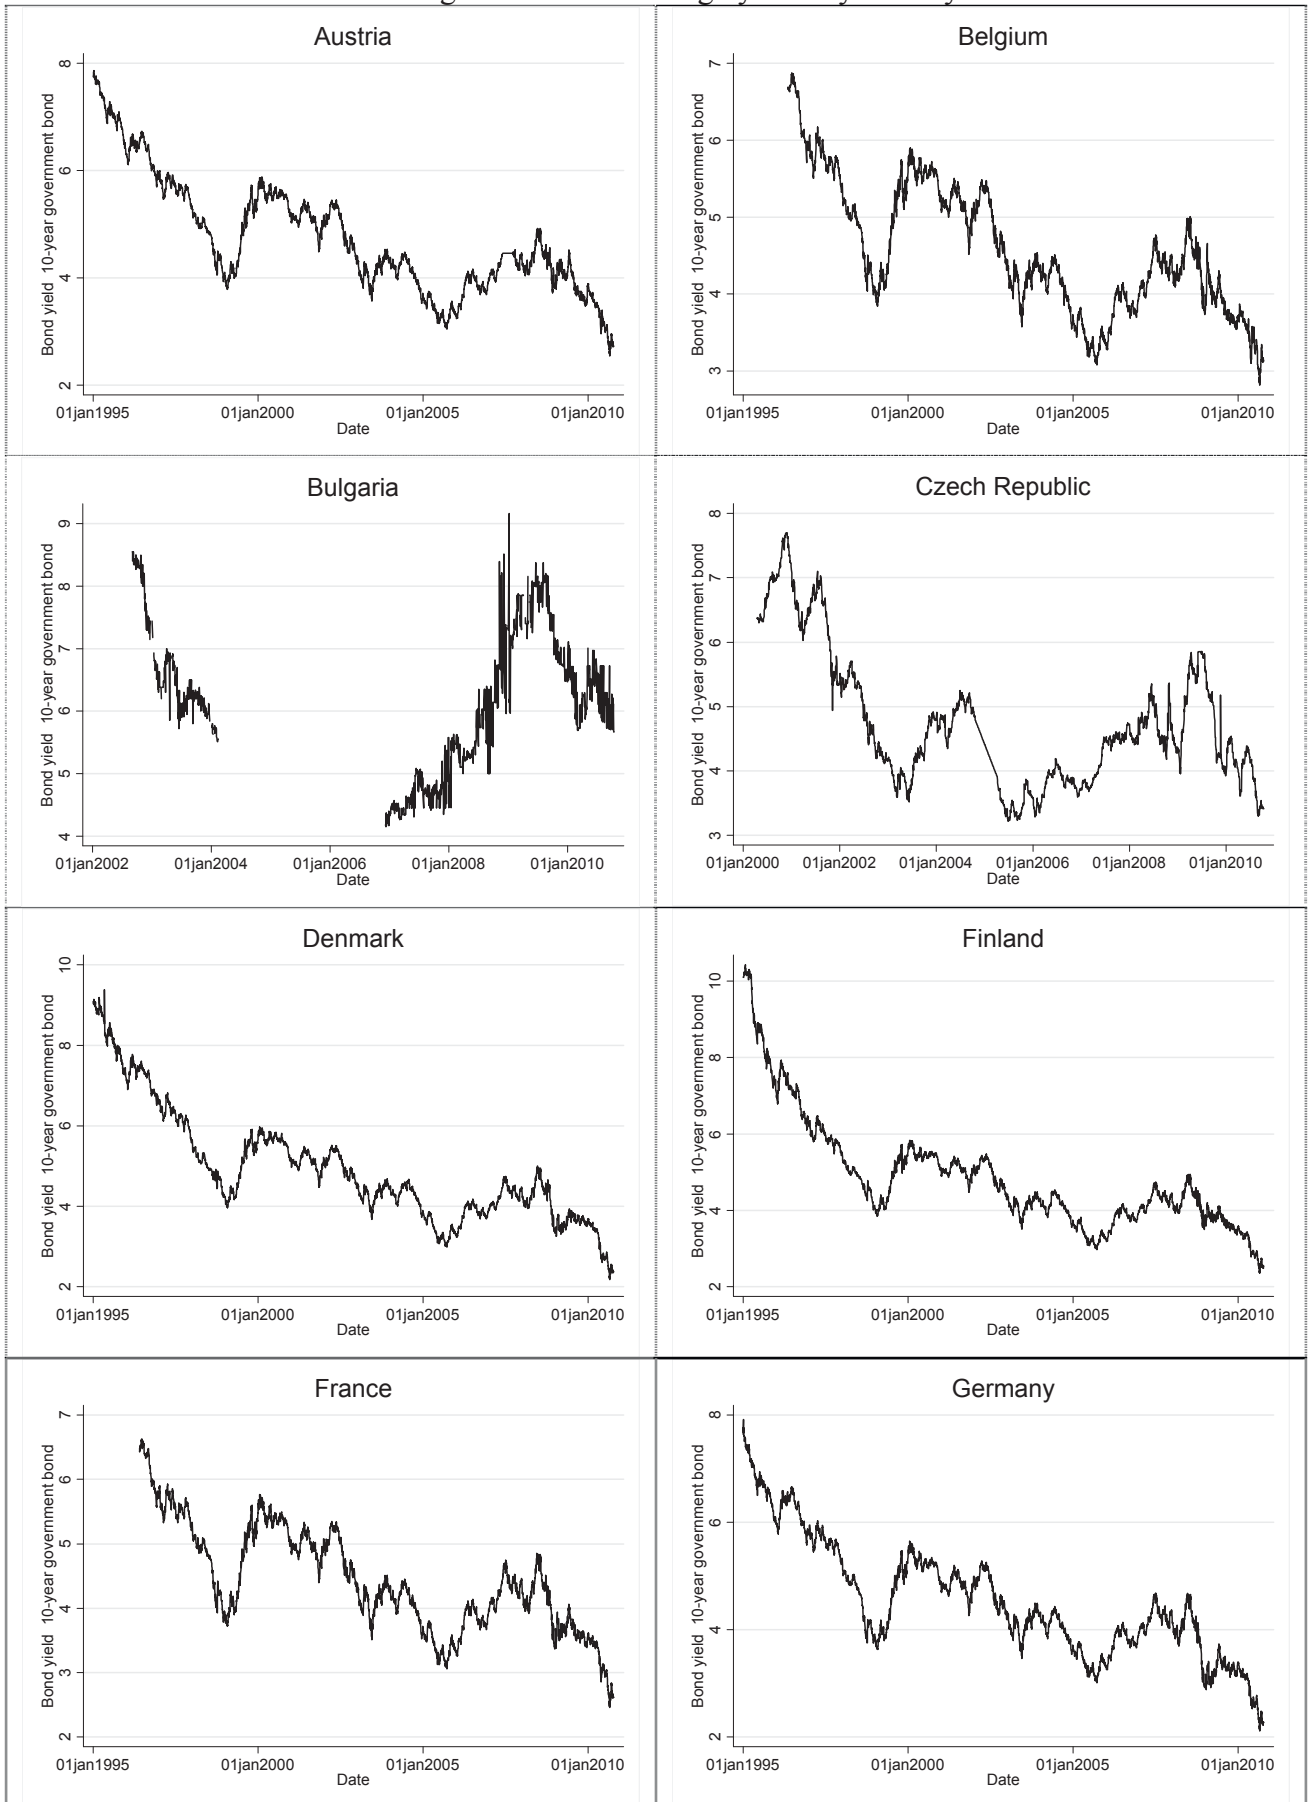 Austria
Bond yield 10-year government bond
8
6
4
2
01jan1995 01jan2000 01jan2005 01jan2010
Date
Belgium
Bond yield 10-year government bond
7
6
5
4
3
01jan1995 01jan2000 01jan2005 01jan2010
Date
Bulgaria
Bond yield 10-year government bond
9
8
7
6
5
4
01jan2002 01jan2004 01jan2006 01jan2008 01jan2010
Date
Czech Republic
Bond yield 10-year government bond
8
7
6
5
4
3
01jan2000 01jan2002 01jan2004 01jan2006 01jan2008 01jan2010
Date
Denmark
Bond yield 10-year government bond
10
8
6
4
2
01jan1995 01jan2000 01jan2005 01jan2010
Date
Finland
Bond yield 10-year government bond
10
8
6
4
2
01jan1995 01jan2000 01jan2005 01jan2010
Date
France
Bond yield 10-year government bond
7
6
5
4
3
2
01jan1995 01jan2000 01jan2005 01jan2010
Date
Germany
Bond yield 10-year government bond
8
6
4
2
01jan1995 01jan2000 01jan2005 01jan2010
Date